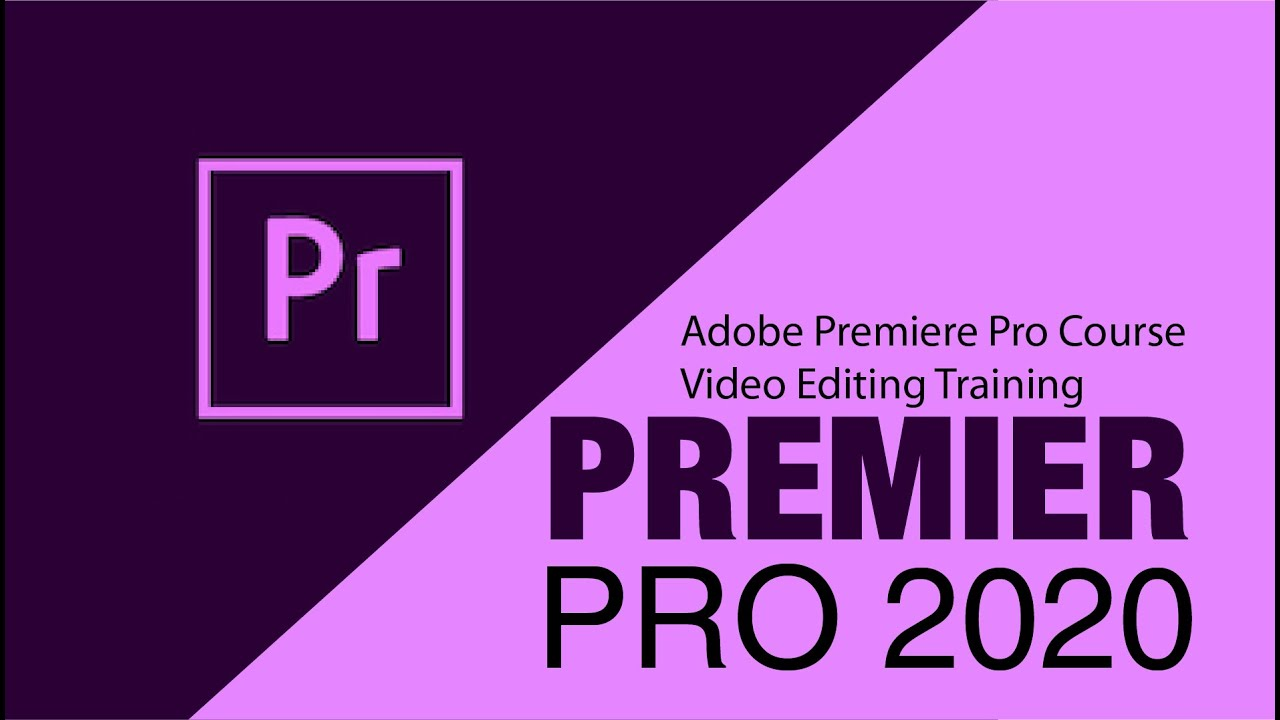 Pr
Adobe Premiere Pro Course
Video Editing Training
PREMIER
PRO 2020